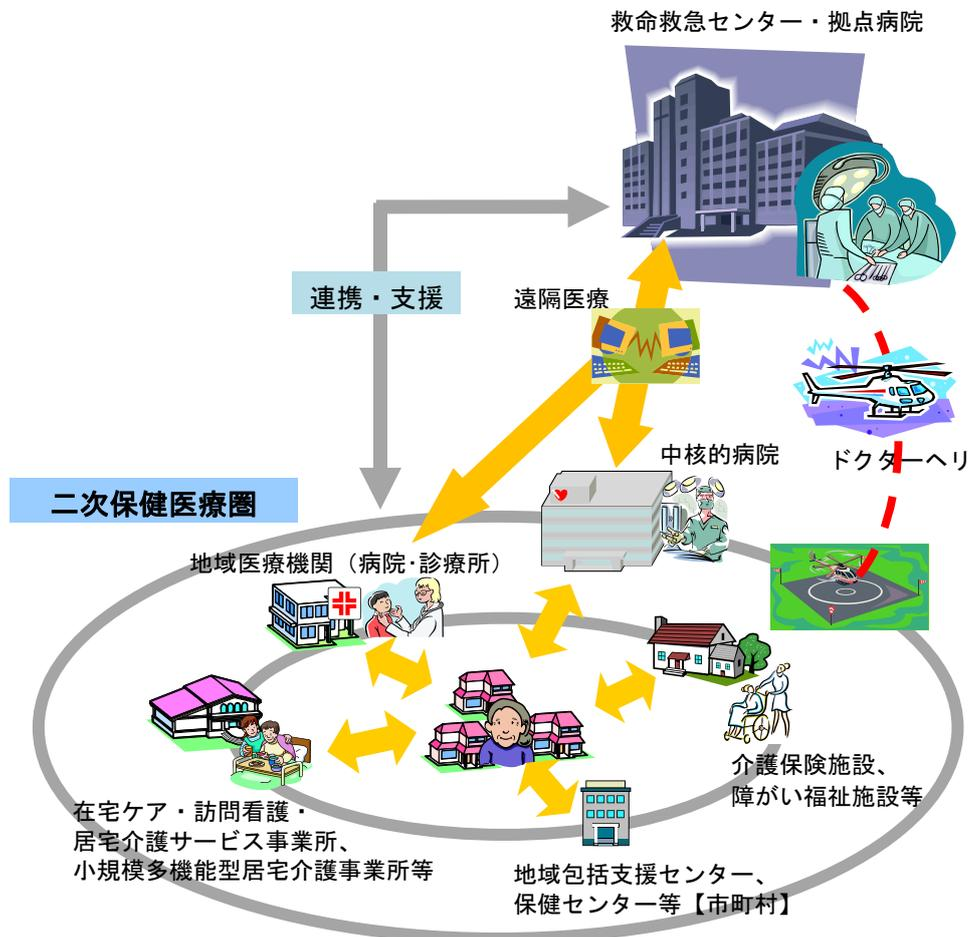 救命救急センター・拠点病院
連携・支援
遠隔医療
中核的病院
ドクターヘリ
二次保健医療圏
地域医療機関（病院･診療所）
介護保険施設、
障がい福祉施設等
在宅ケア・訪問看護・
居宅介護サービス事業所、
小規模多機能型居宅介護事業所等
地域包括支援センター、
保健センター等【市町村】